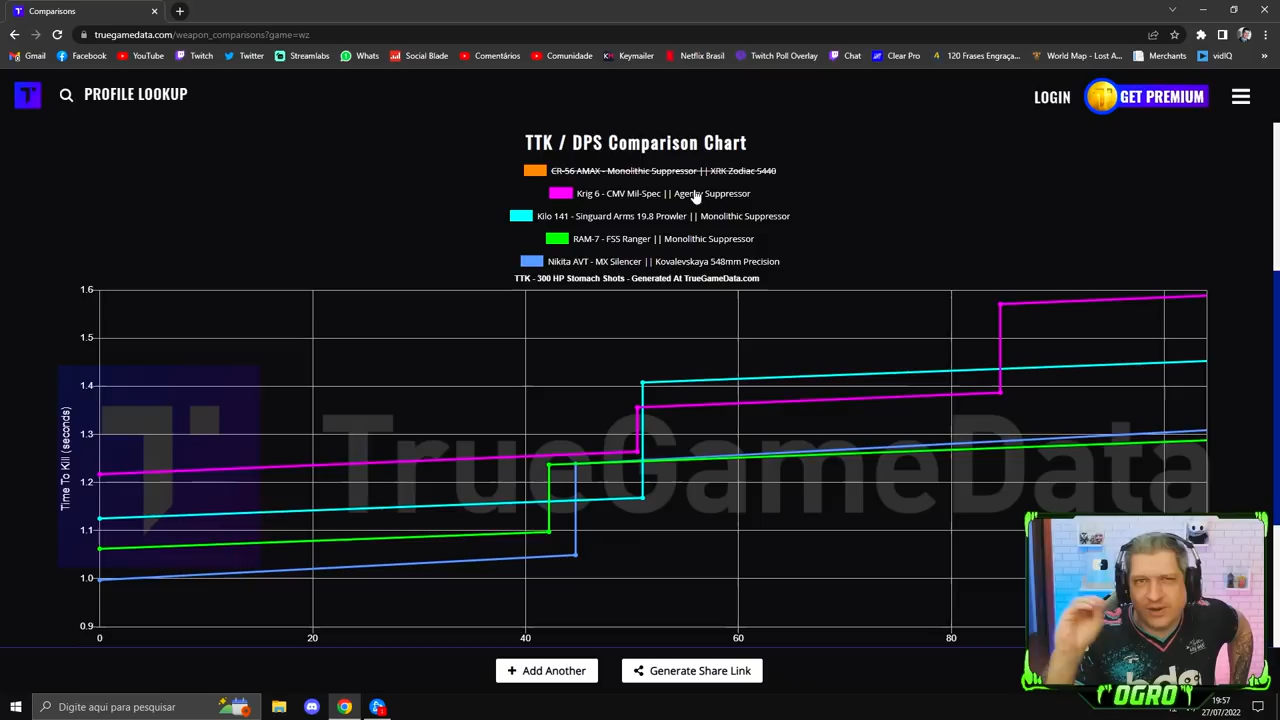 Comparisons
truegamedata.com/weapon_comparisons?game=wz
Gmail Facebook YouTube Twitch Twitter Streamlabs Whats Social Blade Comentários Comunidade Keymailer Netflix Brasil Twitch Poll Overlay Chat Clear Pro 120 Frases Engraça... World Map - Lost A... Merchants vidIQ
PROFILE LOOKUP
LOGIN
GET PREMIUM
TTK / DPS Comparison Chart
CR-56 AMAX - Monolithic Suppressor || XRK Zodiac S440
Krig 6 - CMV Mil-Spec || Agency Suppressor
Kilo 141 - Singuard Arms 19.8 Prowler || Monolithic Suppressor
RAM-7 - FSS Ranger || Monolithic Suppressor
Nikita AVT - MX Silencer || Kovalevskaya 548mm Precision
TTK - 300 HP Stomach Shots - Generated At TrueGameData.com
1.6
1.5
1.4
1.3
1.2
1.1
1.0
0.9
Time To Kill (seconds)
TrueGameData
0 20 40 60 80
+ Add Another
Generate Share Link
OGRO
Digite aqui para pesquisar
19:57
27/07/2022